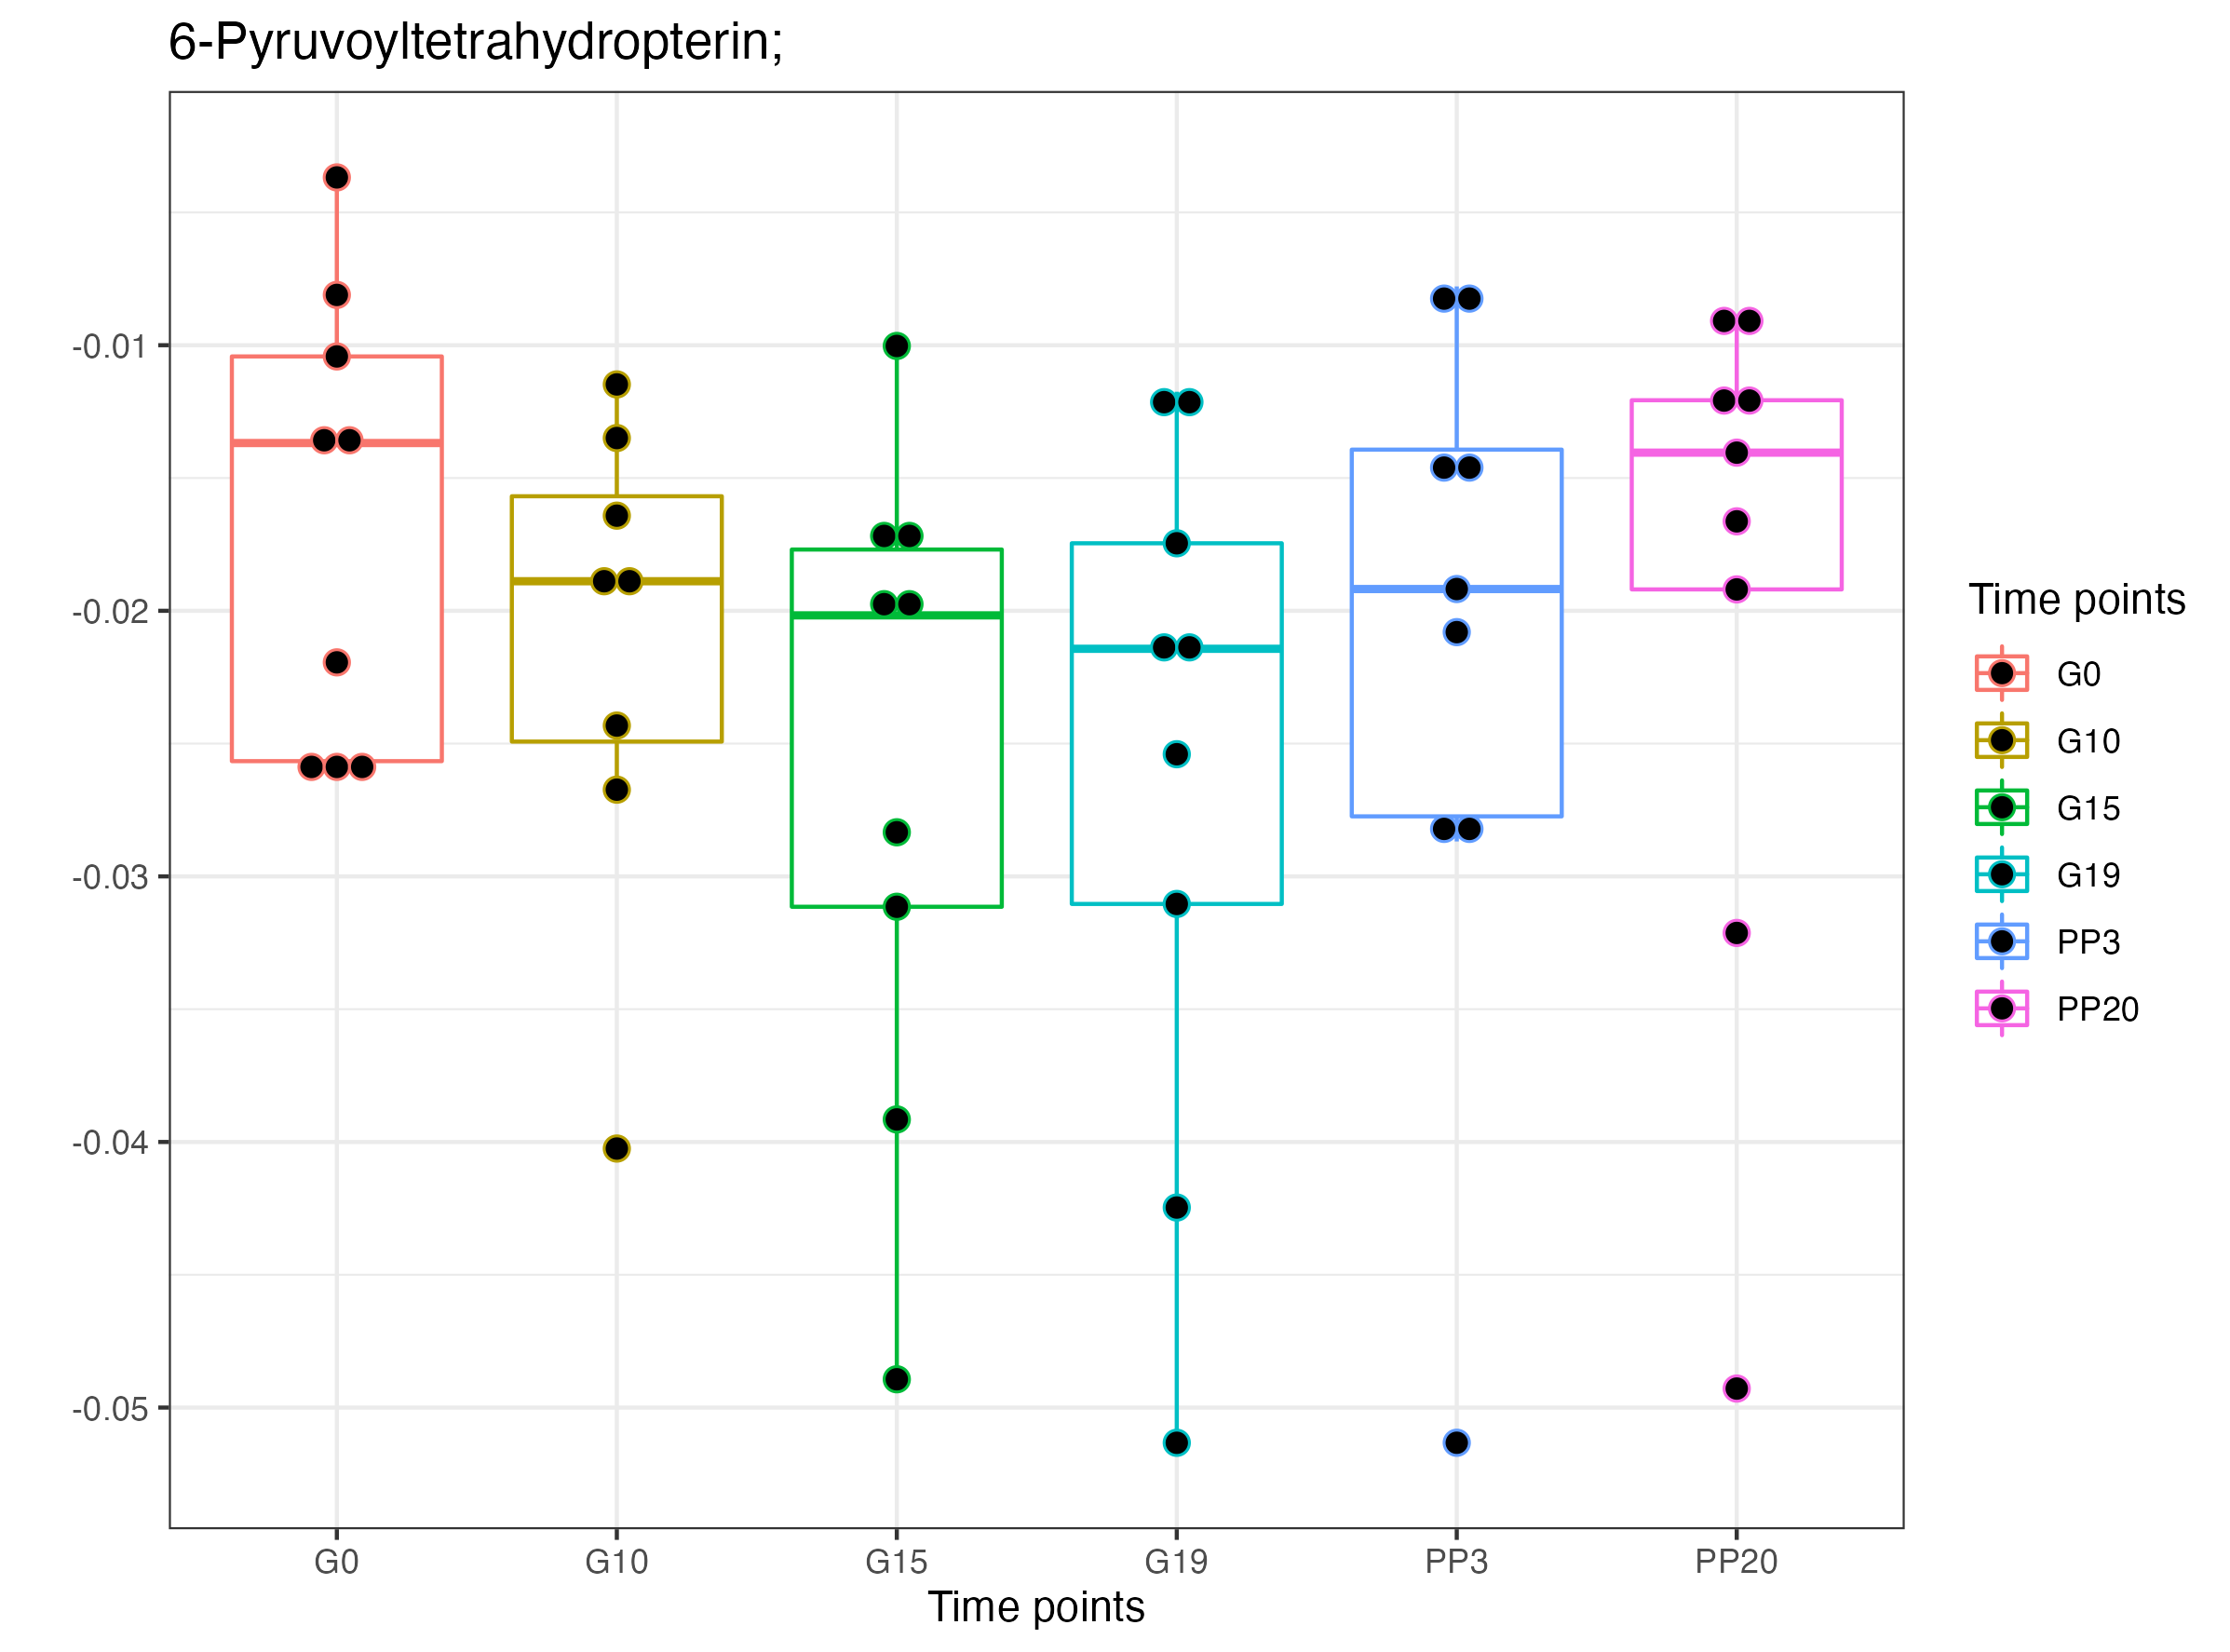 6-Pyruvoyltetrahydropterin;
-0.01
-0.02
-0.03
-0.04
-0.05
G0 G10 G15 G19 PP3 PP20
Time points
Time points
G0
G10
G15
G19
PP3
PP20